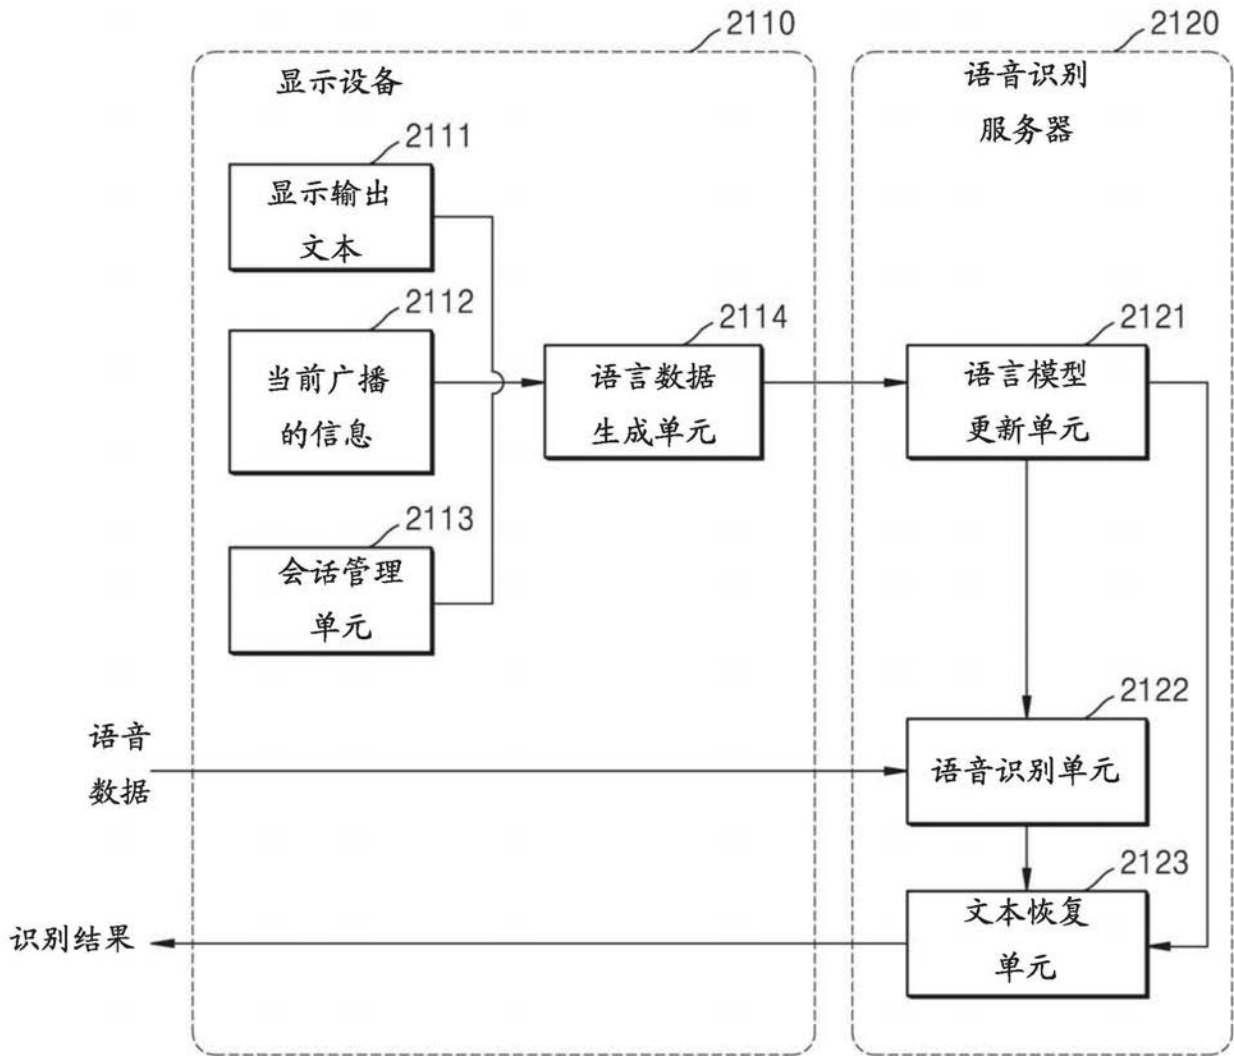 2110
2120
显示设备
语音识别
服务器
2111
显示输出
文本
2112
当前广播
的信息
2114
语言数据
生成单元
2121
语言模型
更新单元
2113
会话管理
单元
2122
语音
数据
语音识别单元
2123
文本恢复
单元
识别结果